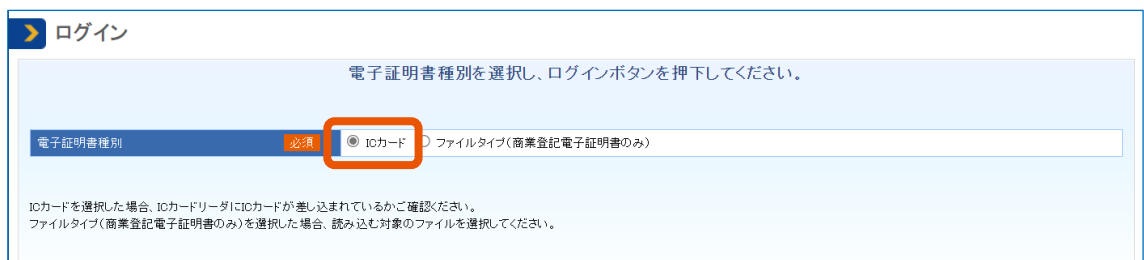 ログイン
電子証明書種別を選択し、ログインボタンを押下してください。
電子証明書種別 必須 ICカード ファイルタイプ(商業登記電子証明書のみ)
ICカードを選択した場合、ICカードリーダにICカードが差し込まれているかご確認ください。
ファイルタイプ(商業登記電子証明書のみ)を選択した場合、読み込む対象のファイルを選択してください。